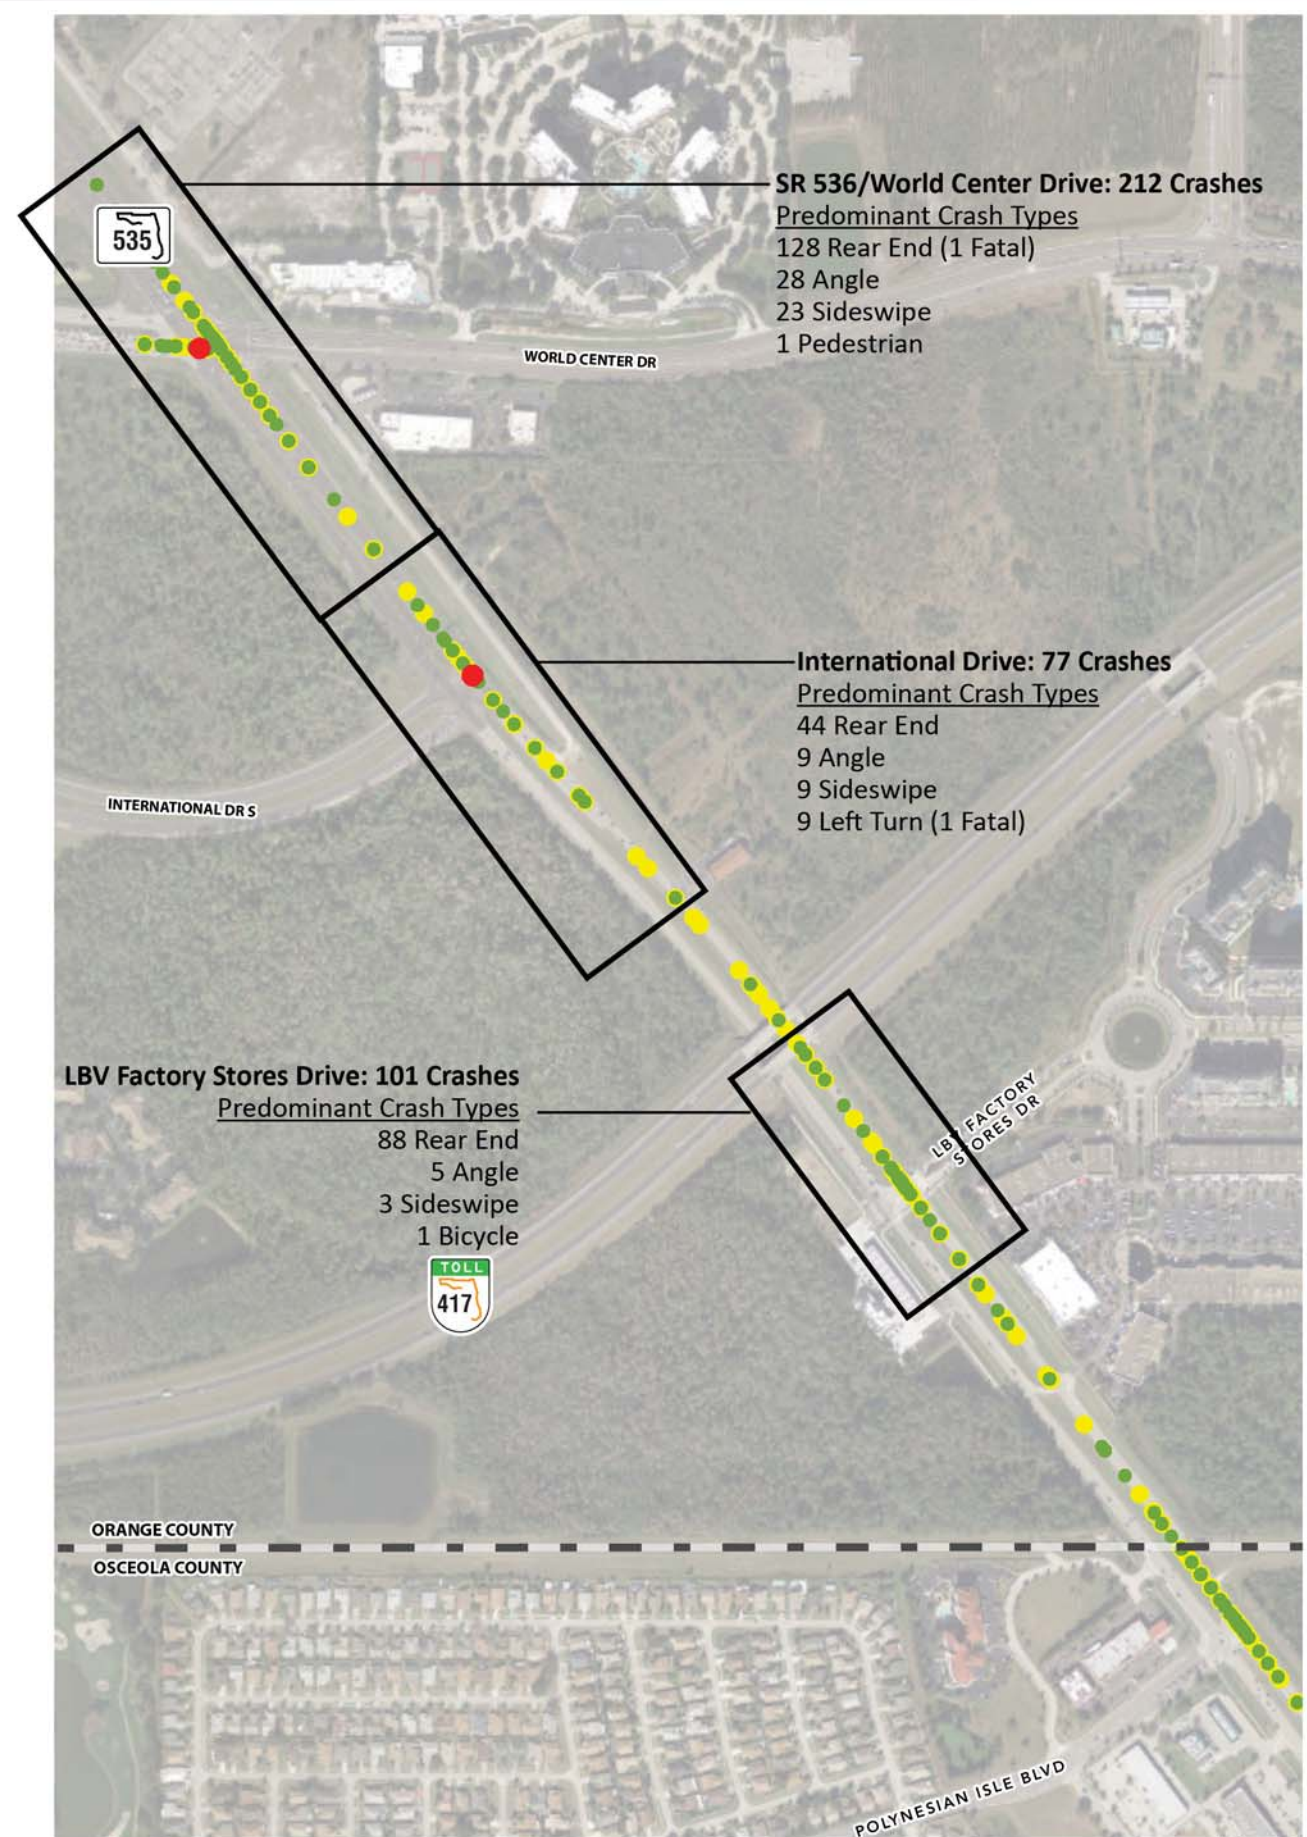 SR 536/World Center Drive: 212 Crashes
Predominant Crash Types
128 Rear End (1 Fatal)
28 Angle
23 Sideswipe
1 Pedestrian
535
WORLD CENTER DR
International Drive: 77 Crashes
Predominant Crash Types
44 Rear End
9 Angle
9 Sideswipe
9 Left Turn (1 Fatal)
INTERNATIONAL DR S
LBV Factory Stores Drive: 101 Crashes
Predominant Crash Types
88 Rear End
5 Angle
3 Sideswipe
1 Bicycle
LBV FACTORY
STORES DR
TOLL
417
ORANGE COUNTY
OSCEOLA COUNTY
POLYNESIAN ISLE BLVD